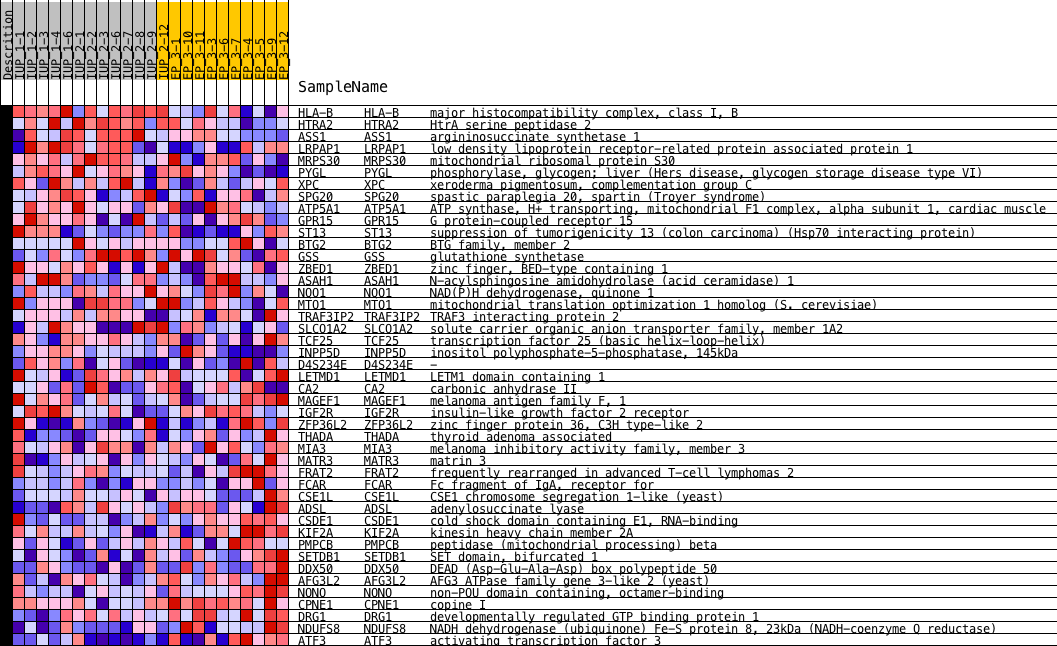 Descrition
IUP_1-1
IUP_1-2
IUP_1-3
IUP_1-4
IUP_1-6
IUP_2-1
IUP_2-2
IUP_2-3
IUP_2-6
IUP_2-7
IUP_2-8
IUP_2-9
IUP_2-12
EP_3-1
EP_3-10
EP_3-11
EP_3-3
EP_3-6
EP_3-7
EP_3-4
EP_3-5
EP_3-9
EP_3-12
SampleName
HLA-B HLA-B major histocompatibility complex, class I, B
HTRA2 HTRA2 HtrA serine peptidase 2
ASS1 ASS1 argininosuccinate synthetase 1
LRPAP1 LRPAP1 low density lipoprotein receptor-related protein associated protein 1
MRPS30 MRPS30 mitochondrial ribosomal protein S30
PYGL PYGL phosphorylase, glycogen; liver (Hers disease, glycogen storage disease type VI)
XPC XPC xeroderma pigmentosum, complementation group C
SPG20 SPG20 spastic paraplegia 20, spartin (Troyer syndrome)
ATP5A1 ATP5A1 ATP synthase, H+ transporting, mitochondrial F1 complex, alpha subunit 1, cardiac muscle
GPR15 GPR15 G protein-coupled receptor 15
ST13 ST13 suppression of tumorigenicity 13 (colon carcinoma) (Hsp70 interacting protein)
BTG2 BTG2 BTG family, member 2
GSS GSS glutathione synthetase
ZBED1 ZBED1 zinc finger, BED-type containing 1
ASAH1 ASAH1 N-acylsphingosine amidohydrolase (acid ceramidase) 1
NQO1 NQO1 NAD(P)H dehydrogenase, quinone 1
MTO1 MTO1 mitochondrial translation optimization 1 homolog (S. cerevisiae)
TRAF3IP2 TRAF3IP2 TRAF3 interacting protein 2
SLCO1A2 SLCO1A2 solute carrier organic anion transporter family, member 1A2
TCF25 TCF25 transcription factor 25 (basic helix-loop-helix)
INPP5D INPP5D inositol polyphosphate-5-phosphatase, 145kDa
D4S234E D4S234E -
LETMD1 LETMD1 LETM1 domain containing 1
CA2 CA2 carbonic anhydrase II
MAGEF1 MAGEF1 melanoma antigen family F, 1
IGF2R IGF2R insulin-like growth factor 2 receptor
ZFP36L2 ZFP36L2 zinc finger protein 36, C3H type-like 2
THADA THADA thyroid adenoma associated
MIA3 MIA3 melanoma inhibitory activity family, member 3
MATR3 MATR3 matrin 3
FRAT2 FRAT2 frequently rearranged in advanced T-cell lymphomas 2
FCAR FCAR Fc fragment of IgA, receptor for
CSE1L CSE1L CSE1 chromosome segregation 1-like (yeast)
ADSL ADSL adenylosuccinate lyase
CSDE1 CSDE1 cold shock domain containing E1, RNA-binding
KIF2A KIF2A kinesin heavy chain member 2A
PMPCB PMPCB peptidase (mitochondrial processing) beta
SETDB1 SETDB1 SET domain, bifurcated 1
DDX50 DDX50 DEAD (Asp-Glu-Ala-Asp) box polypeptide 50
AFG3L2 AFG3L2 AFG3 ATPase family gene 3-like 2 (yeast)
NONO NONO non-POU domain containing, octamer-binding
CPNE1 CPNE1 copine I
DRG1 DRG1 developmentally regulated GTP binding protein 1
NDUFS8 NDUFS8 NADH dehydrogenase (ubiquinone) Fe-S protein 8, 23kDa (NADH-coenzyme Q reductase)
ATF3 ATF3 activating transcription factor 3